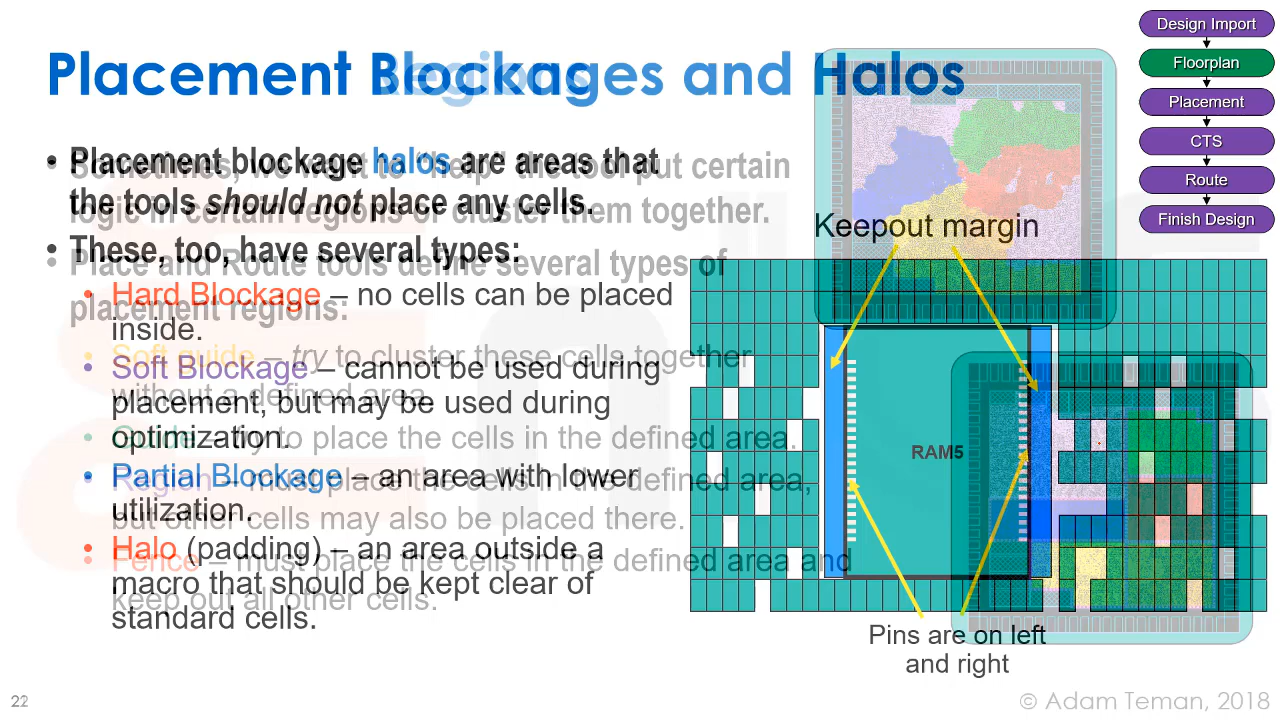 Placement Blockages and Halos
Regions
• Placement blockage halos are areas that
the tools should not place any cells.
• These, too, have several types:
• Hard Blockage – no cells can be placed
inside.
• Soft Blockage – cannot be used during
placement, but may be used during
optimization.
• Partial Blockage – an area with lower
utilization.
• Halo (padding) – an area outside a
macro that should be kept clear of
standard cells.
put certain
logic in certain regions or cluster them together.
• Place and Route tools define several types of
placement regions:
• Soft guide – try to cluster these cells together
without a defined area.
• Guide – try to place the cells in the defined area.
• Region – must place the cells in the defined area,
but other cells may also be placed there.
• Fence – must place the cells in the defined area and
keep out all other cells.
Keepout margin
RAM5
Pins are on left
and right
Design Import
Floorplan
Placement
CTS
Route
Finish Design
© Adam Teman, 2018